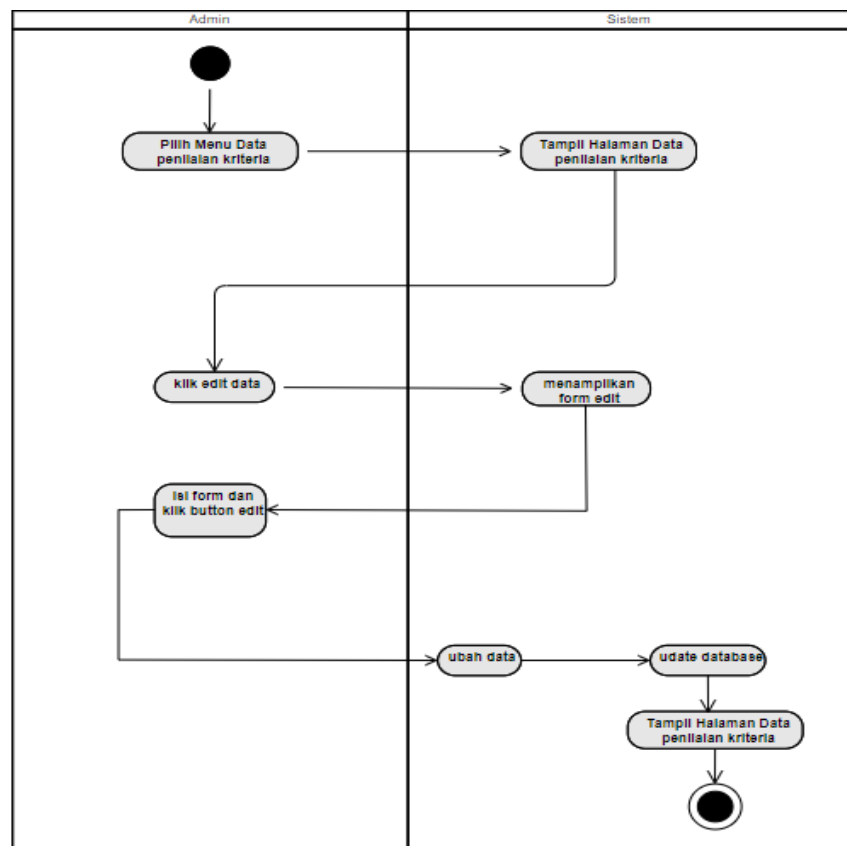 Admin
Sistem
Pilih Menu Data
penilaian kriteria
Tampil Halaman Data
penilaian kriteria
klik edit data
menampilkan
form edit
Isi form dan
klik button edit
ubah data
udate database
Tampil Halaman Data
penilaian kriteria